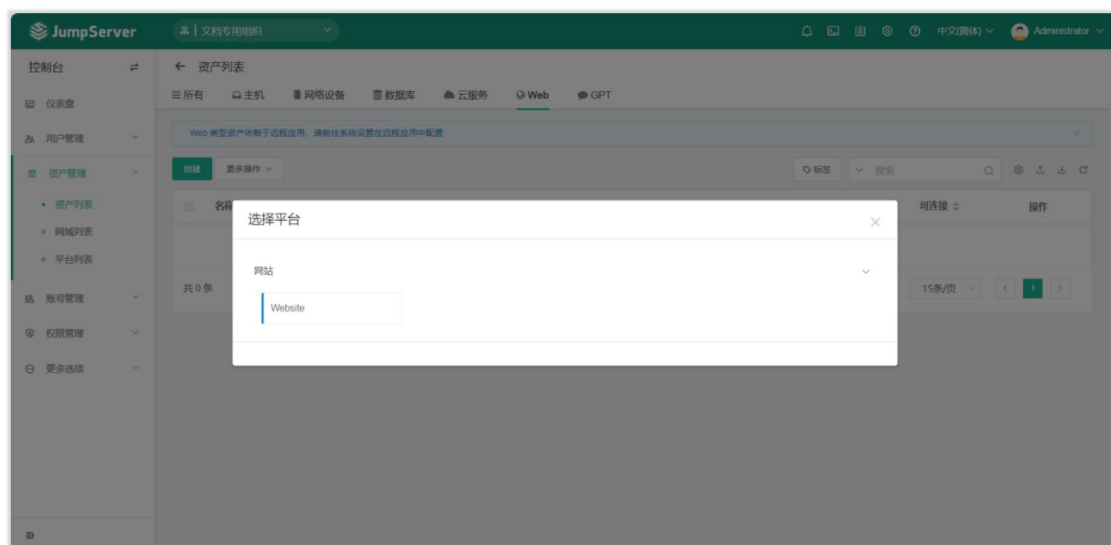 JumpServer
文档专用组织
中文(简体)
Administrator
控制台
资产列表
所有 主机 网络设备 数据库 云服务 Web GPT
仪表盘
Web 类型资产依赖于远程应用，请前往系统设置在远程应用中配置
用户管理
创建 更多操作 标签 搜索
资产管理
资产列表
名称 可连接 操作
选择平台
网域列表
平台列表
网站
共 0 条 15条/页 1
账号管理
Website
权限管理
更多选项